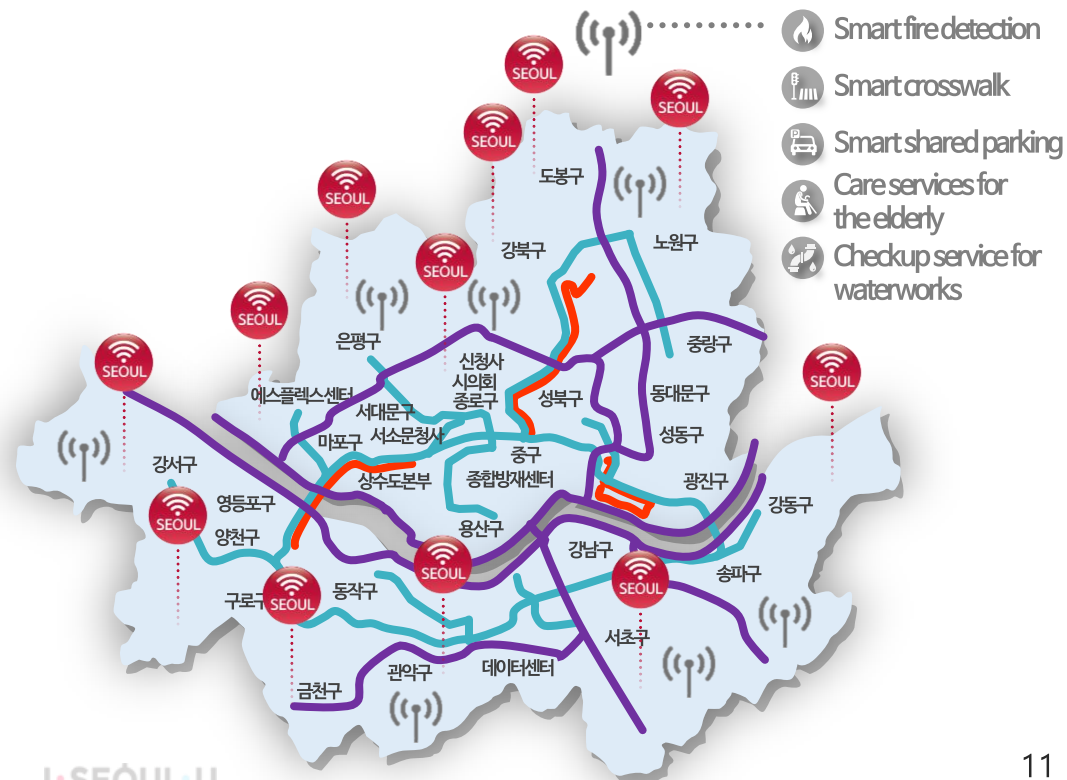 Smart fire detection
SEOUL
Smart crosswalk
SEOUL
SEOUL
Smart shared parking
도봉구
SEOUL
Care services for
the elderly
노원구
강북구
SEOUL
Checkup service for
waterworks
SEOUL
은평구
중랑구
SEOUL
신청사
시의회
종로구
SEOUL
에스플렉스센터
성북구
동대문구
서대문구
서소문청사
마포구
성동구
중구
강서구
상수도본부
종합방재센터
광진구
영등포구
강동구
SEOUL
용산구
양천구
강남구
SEOUL
송파구
SEOUL
동작구
구로구
SEOUL
서초구
데이터센터
관악구
금천구
I·SEOUL·U
11